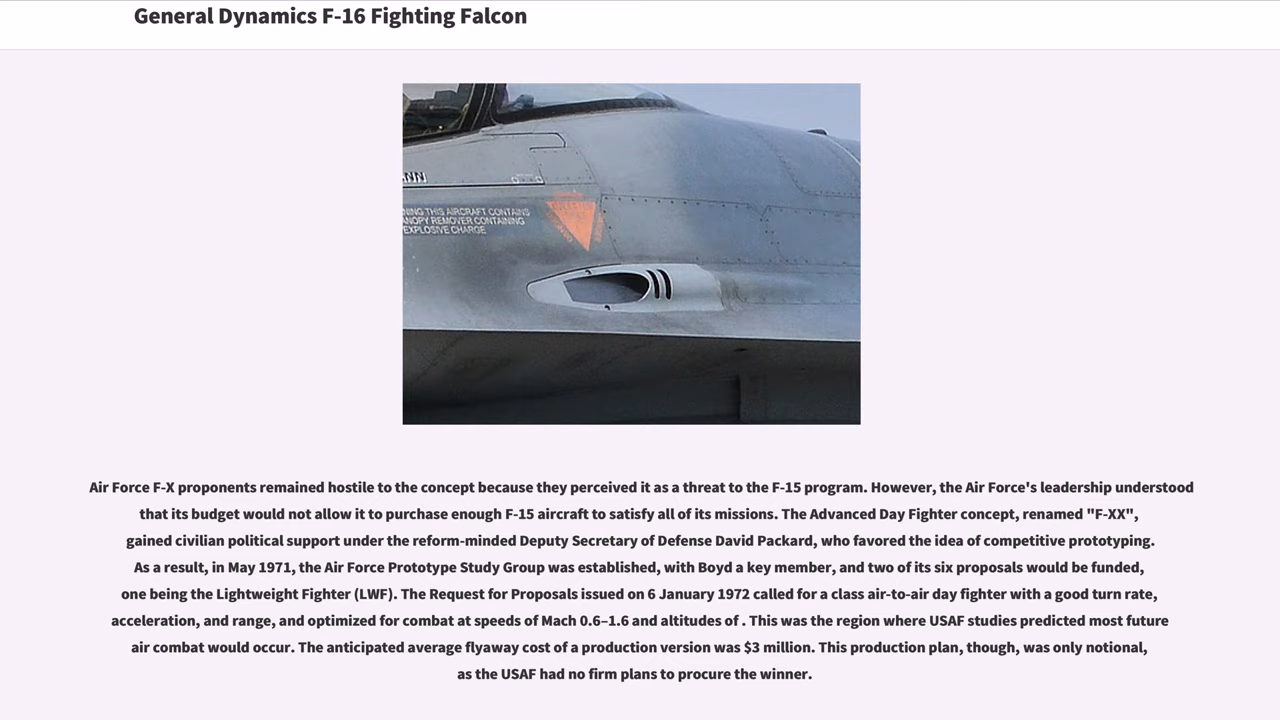 General Dynamics F-16 Fighting Falcon
ANN
NING THIS AIRCRAFT CONTAINS
ANOPY REMOVER CONTAINING
EXPLOSIVE CHARGE
Air Force F-X proponents remained hostile to the concept because they perceived it as a threat to the F-15 program. However, the Air Force's leadership understood
that its budget would not allow it to purchase enough F-15 aircraft to satisfy all of its missions. The Advanced Day Fighter concept, renamed "F-XX",
gained civilian political support under the reform-minded Deputy Secretary of Defense David Packard, who favored the idea of competitive prototyping.
As a result, in May 1971, the Air Force Prototype Study Group was established, with Boyd a key member, and two of its six proposals would be funded,
one being the Lightweight Fighter (LWF). The Request for Proposals issued on 6 January 1972 called for a class air-to-air day fighter with a good turn rate,
acceleration, and range, and optimized for combat at speeds of Mach 0.6–1.6 and altitudes of . This was the region where USAF studies predicted most future
air combat would occur. The anticipated average flyaway cost of a production version was $3 million. This production plan, though, was only notional,
as the USAF had no firm plans to procure the winner.